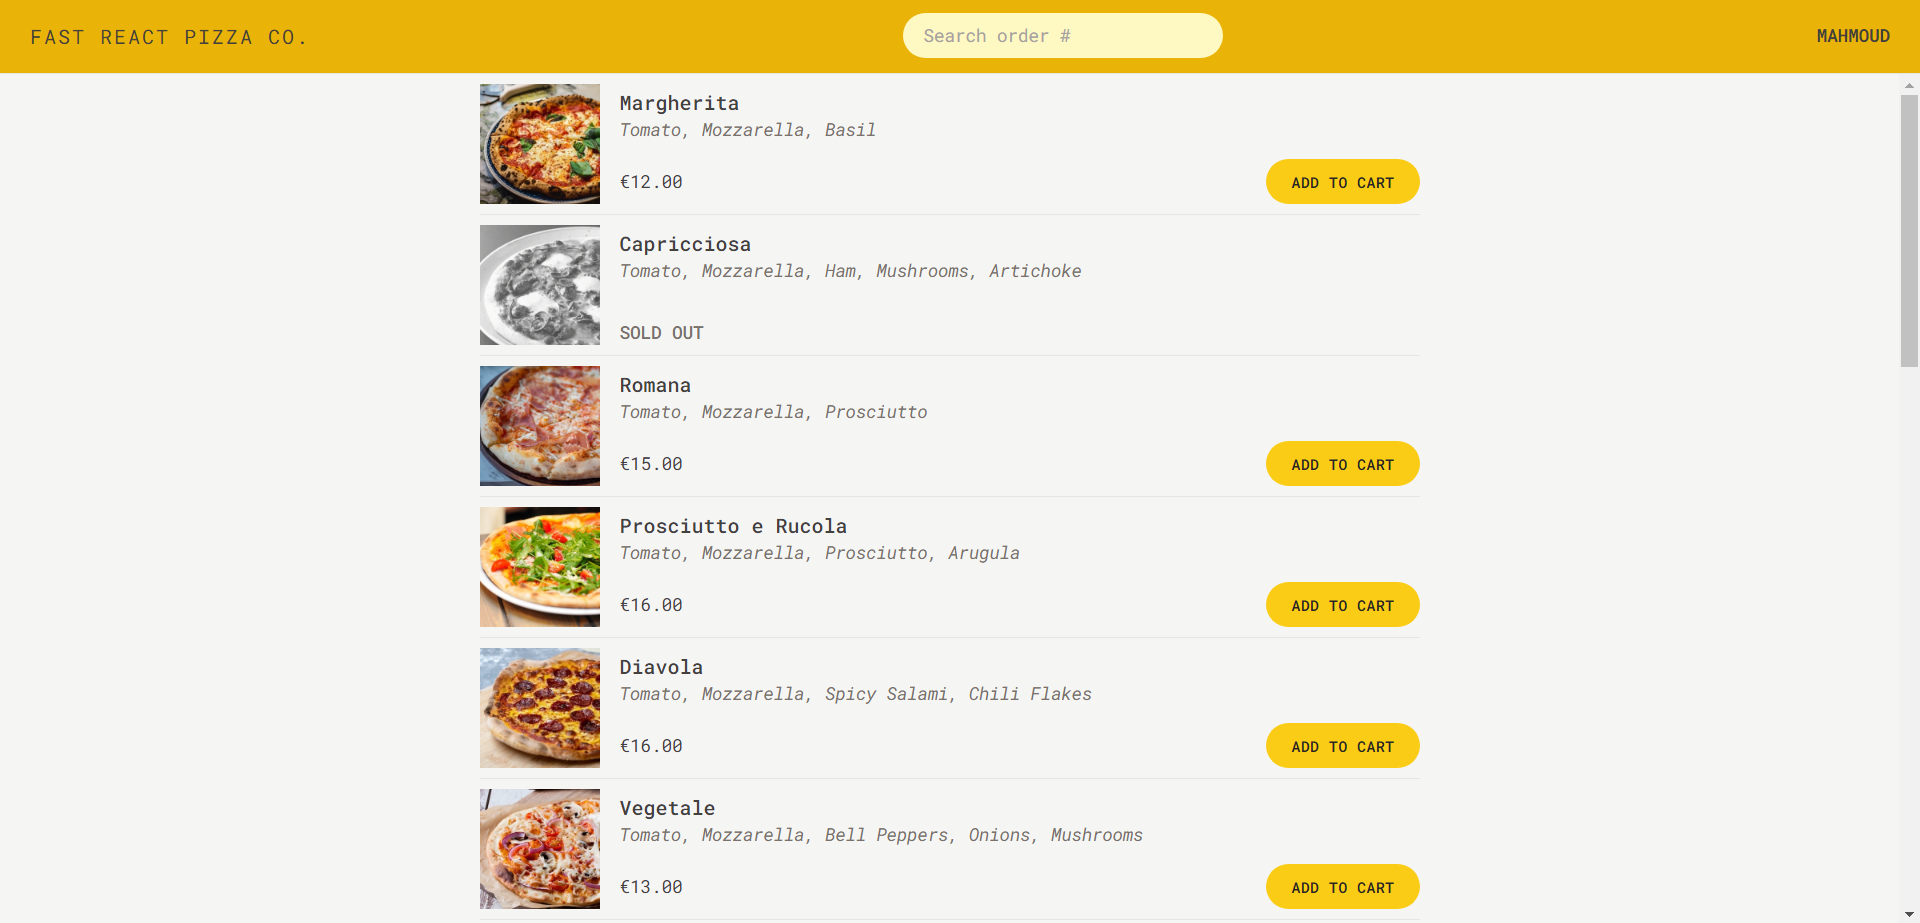 FAST REACT PIZZA CO.
Search order #
MAHMOUD
Margherita
Tomato, Mozzarella, Basil
€12.00
ADD TO CART
Capricciosa
Tomato, Mozzarella, Ham, Mushrooms, Artichoke
SOLD OUT
Romana
Tomato, Mozzarella, Prosciutto
€15.00
ADD TO CART
Prosciutto e Rucola
Tomato, Mozzarella, Prosciutto, Arugula
€16.00
ADD TO CART
Diavola
Tomato, Mozzarella, Spicy Salami, Chili Flakes
€16.00
ADD TO CART
Vegetale
Tomato, Mozzarella, Bell Peppers, Onions, Mushrooms
€13.00
ADD TO CART